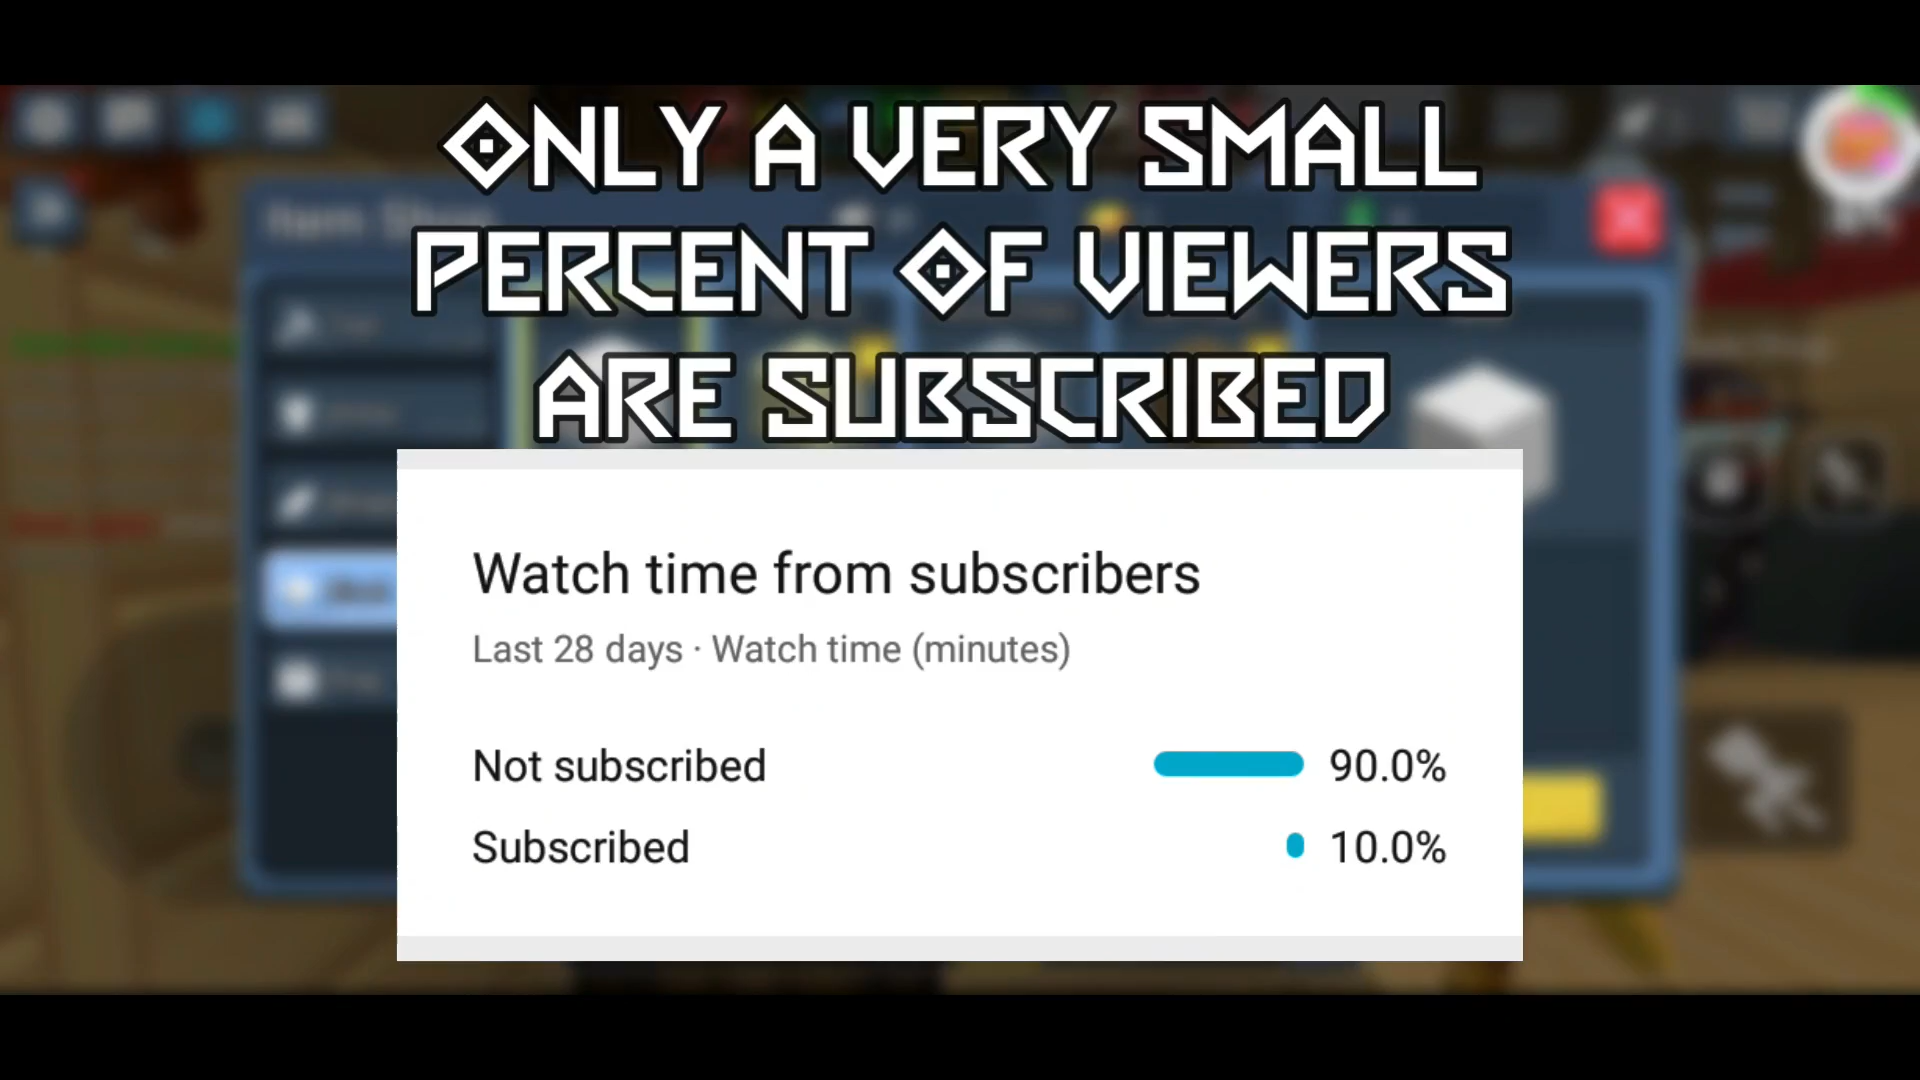 ONLY A VERY SMALL
PERCENT OF VIEWERS
ARE SUBSCRIBED
Watch time from subscribers
Last 28 days · Watch time (minutes)
Not subscribed 90.0%
Subscribed 10.0%